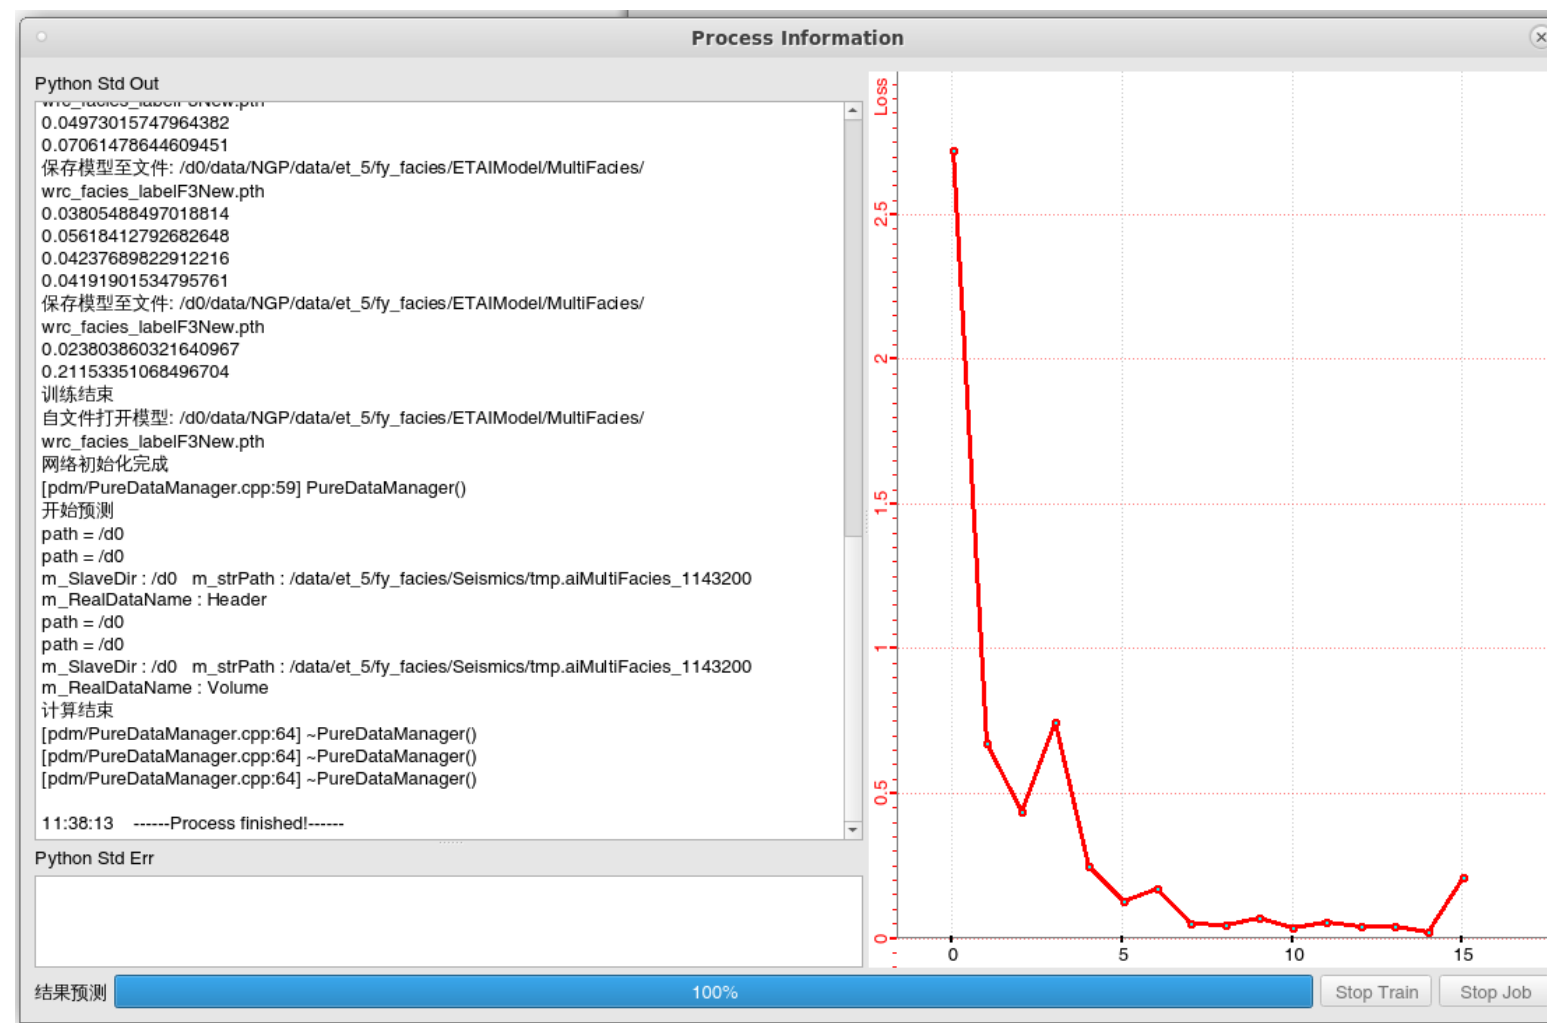 Process Information
Python Std Out
wrc_facies_labelF3New.pth
0.04973015747964382
0.07061478644609451
保存模型至文件: /d0/data/NGP/data/et_5/fy_facies/ETAIModel/MultiFacies/
wrc_facies_labelF3New.pth
0.03805488497018814
0.05618412792682648
0.04237689822912216
0.04191901534795761
保存模型至文件: /d0/data/NGP/data/et_5/fy_facies/ETAIModel/MultiFacies/
wrc_facies_labelF3New.pth
0.023803860321640967
0.21153351068496704
训练结束
自文件打开模型: /d0/data/NGP/data/et_5/fy_facies/ETAIModel/MultiFacies/
wrc_facies_labelF3New.pth
网络初始化完成
[pdm/PureDataManager.cpp:59] PureDataManager()
开始预测
path = /d0
path = /d0
m_SlaveDir : /d0   m_strPath : /data/et_5/fy_facies/Seismics/tmp.aiMultiFacies_1143200
m_RealDataName : Header
path = /d0
path = /d0
m_SlaveDir : /d0   m_strPath : /data/et_5/fy_facies/Seismics/tmp.aiMultiFacies_1143200
m_RealDataName : Volume
计算结束
[pdm/PureDataManager.cpp:64] ~PureDataManager()
[pdm/PureDataManager.cpp:64] ~PureDataManager()
[pdm/PureDataManager.cpp:64] ~PureDataManager()
11:38:13    ------Process finished!------
Python Std Err
结果预测
100%
Stop Train
Stop Job
Loss
2.5
2
1.5
1
0.5
0
0
5
10
15